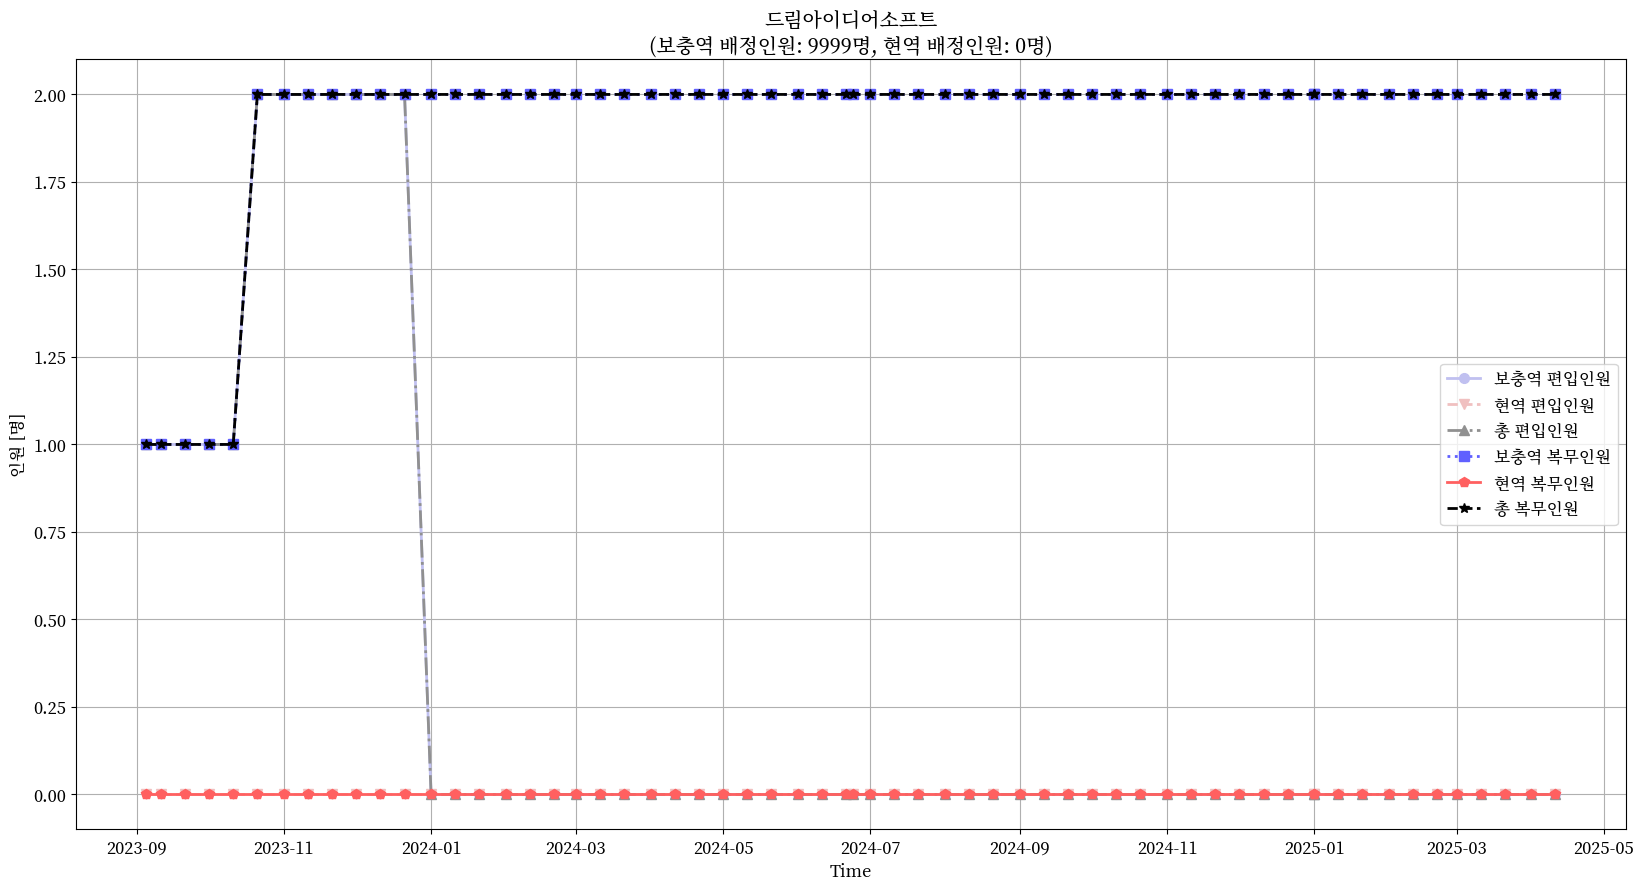 드림아이디어소프트
(보충역 배정인원: 9999명, 현역 배정인원: 0명)
인원 [명]
2.00
1.75
1.50
1.25
1.00
0.75
0.50
0.25
0.00
보충역 편입인원
현역 편입인원
총 편입인원
보충역 복무인원
현역 복무인원
총 복무인원
2023-09
2023-11
2024-01
2024-03
2024-05
2024-07
2024-09
2024-11
2025-01
2025-03
2025-05
Time